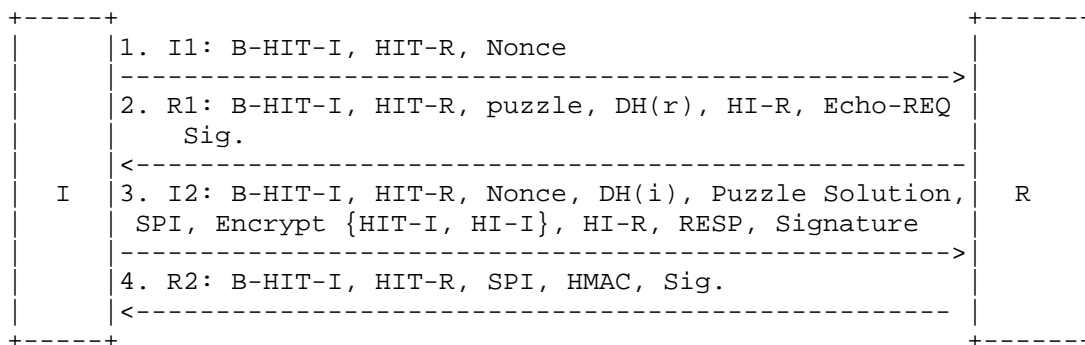 1. I1: B-HIT-I, HIT-R, Nonce
2. R1: B-HIT-I, HIT-R, puzzle, DH(r), HI-R, Echo-REQ
Sig.
I
3. I2: B-HIT-I, HIT-R, Nonce, DH(i), Puzzle Solution,
R
SPI, Encrypt {HIT-I, HI-I}, HI-R, RESP, Signature
4. R2: B-HIT-I, HIT-R, SPI, HMAC, Sig.